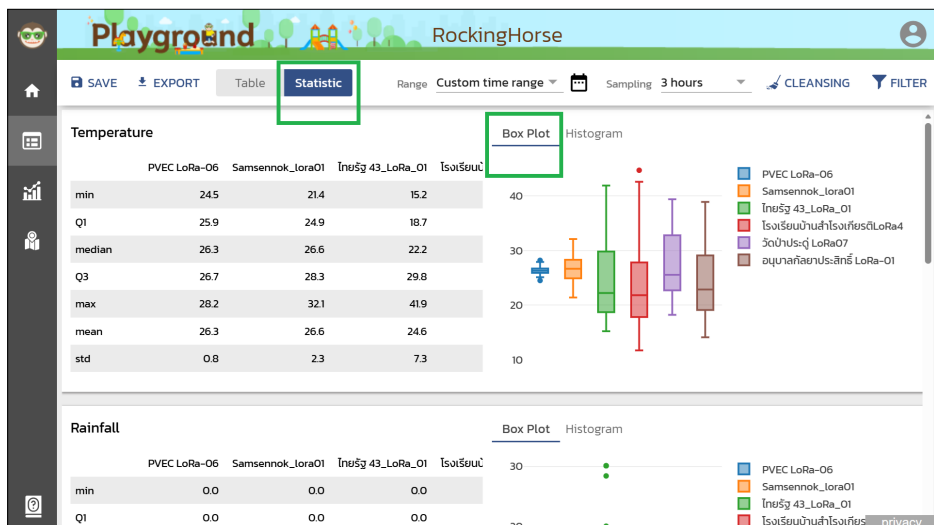 Playground RockingHorse
SAVE EXPORT Table Statistic Range Custom time range Sampling 3 hours CLEANSING FILTER
Temperature
PVEC LoRa-06 Samsennok_lora01 ไทยรัฐ 43_LoRa_01
min 24.5 21.4 15.2
Q1 25.9 24.9 18.7
median 26.3 26.6 22.2
Q3 26.7 28.3 29.8
max 28.2 32.1 41.9
mean 26.3 26.6 24.6
std 0.8 2.3 7.3
Box Plot Histogram
40
30
20
10
PVEC LoRa-06
Samsennok_lora01
ไทยรัฐ 43_LoRa_01
โรงเรียนบ้านสำโรงเกียรติLoRa4
วัดป่าประดู่ LoRa07
อนุบาลกัลยาประสิทธิ์ LoRa-01
Rainfall
PVEC LoRa-06 Samsennok_lora01 ไทยรัฐ 43_LoRa_01
min 0.0 0.0 0.0
Q1 0.0 0.0 0.0
Box Plot Histogram
30
PVEC LoRa-06
Samsennok_lora01
ไทยรัฐ 43_LoRa_01
privacy